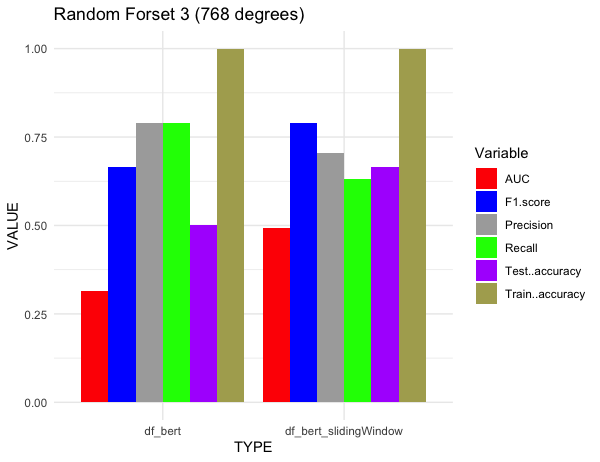 Random Forset 3 (768 degrees)
1.00
0.75
0.50
0.25
0.00
VALUE
df_bert
df_bert_slidingWindow
TYPE
Variable
AUC
F1.score
Precision
Recall
Test..accuracy
Train..accuracy